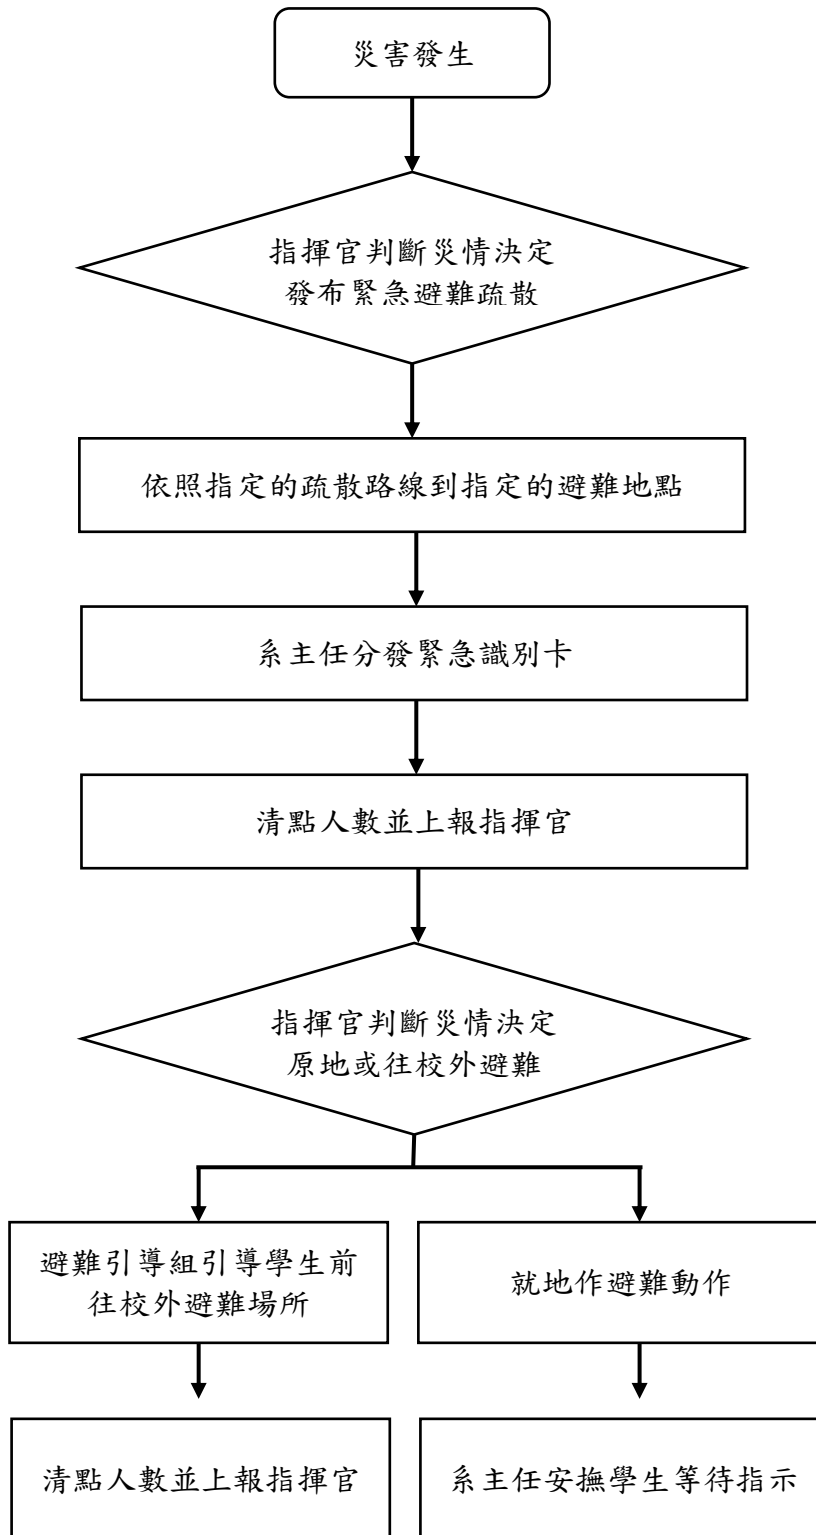 災害發生
指揮官判斷災情決定
發布緊急避難疏散
依照指定的疏散路線到指定的避難地點
系主任分發緊急識別卡
清點人數並上報指揮官
指揮官判斷災情決定
原地或往校外避難
避難引導組引導學生前
往校外避難場所
就地作避難動作
清點人數並上報指揮官
系主任安撫學生等待指示